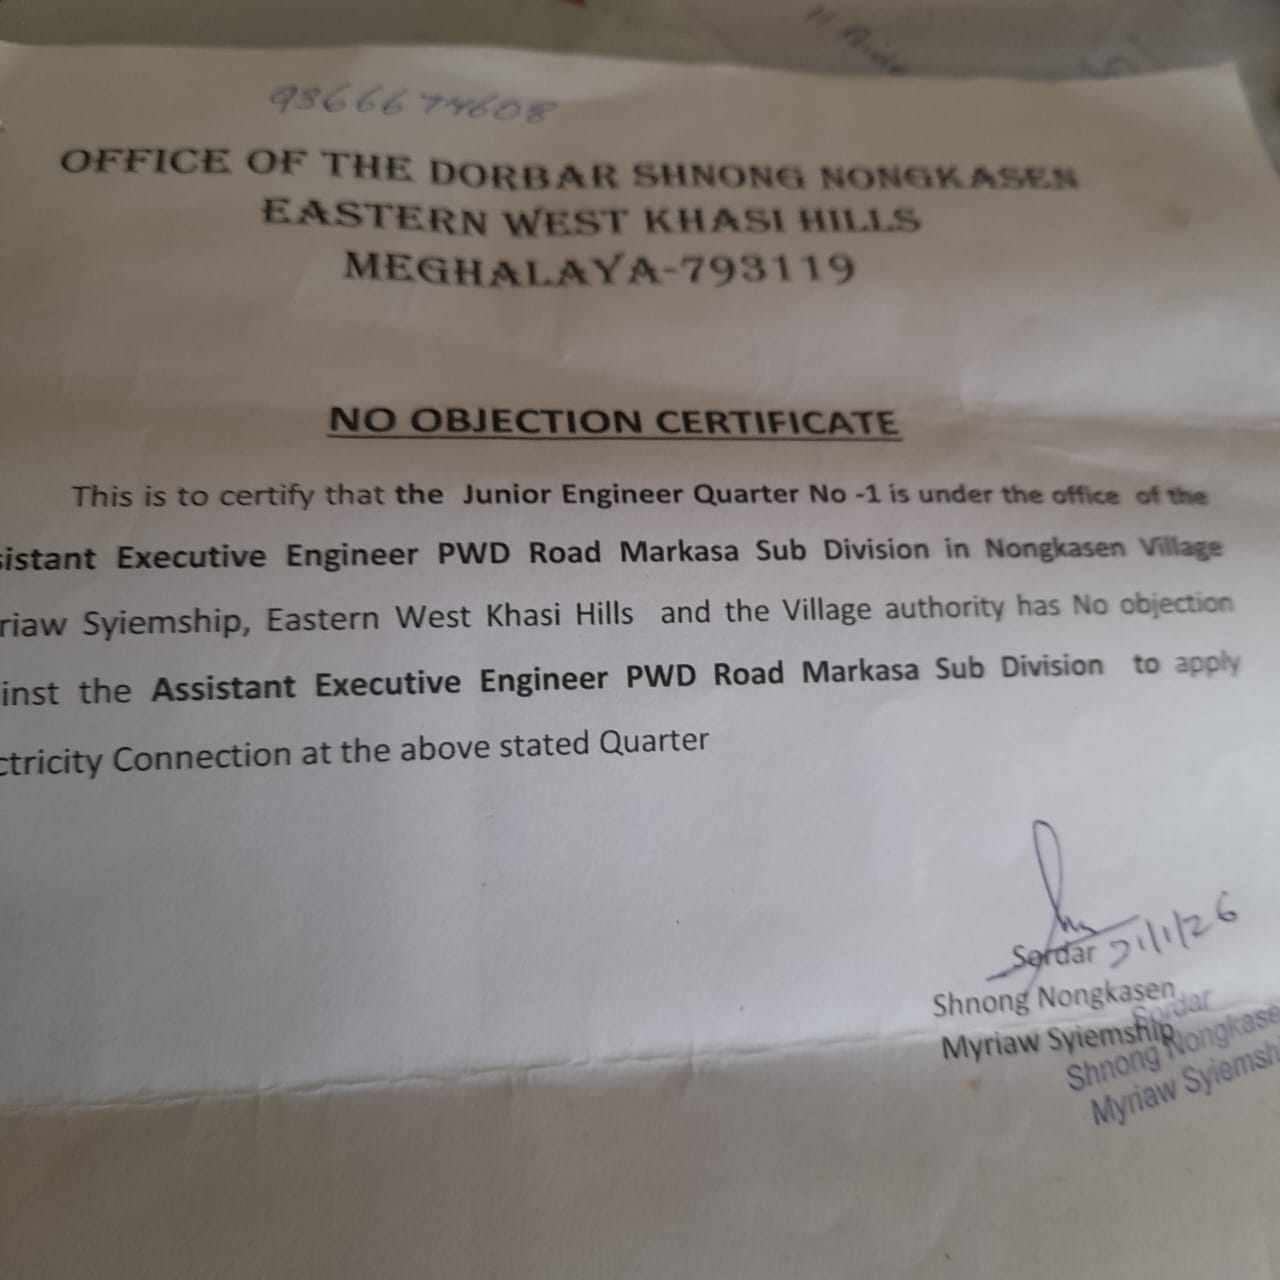 9366674608
OFFICE OF THE DORBAR SHNONG NONGKASEN
EASTERN WEST KHASI HILLS
MEGHALAYA-793119
NO OBJECTION CERTIFICATE
This is to certify that the Junior Engineer Quarter No -1 is under the office of the
sistant Executive Engineer PWD Road Markasa Sub Division in Nongkasen Village
riaw Syiemship, Eastern West Khasi Hills and the Village authority has No objection
inst the Assistant Executive Engineer PWD Road Markasa Sub Division to apply
ctricity Connection at the above stated Quarter
Sordar 21/1/26
Shnong Nongkasen
Myriaw Syiemship
Sordar
Shnong Nongkase
Myriaw Syiemsh